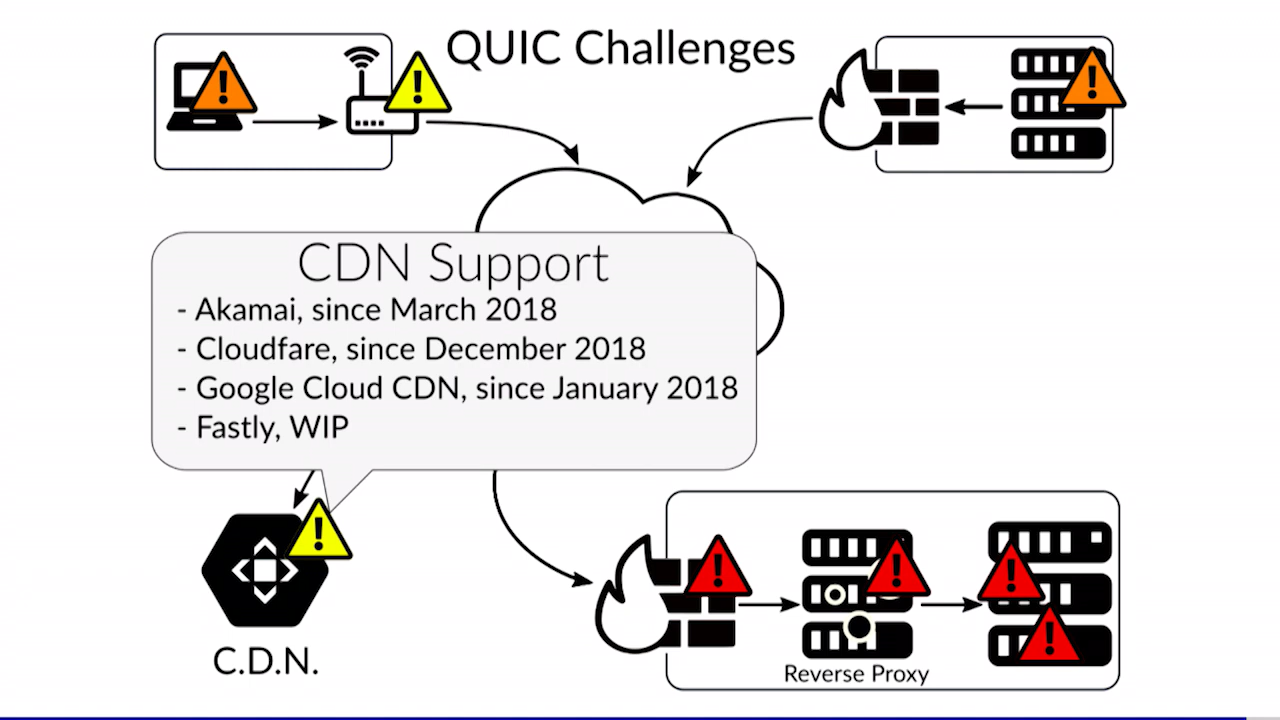 QUIC Challenges
CDN Support
- Akamai, since March 2018
- Cloudfare, since December 2018
- Google Cloud CDN, since January 2018
- Fastly, WIP
C.D.N.
Reverse Proxy